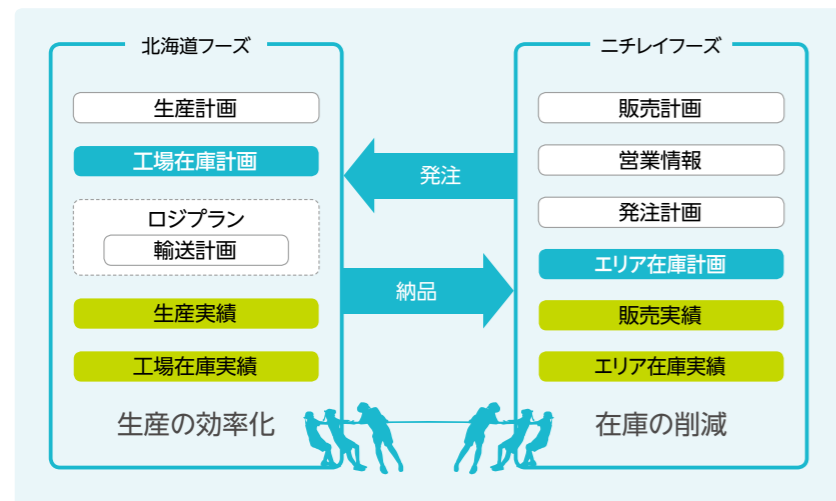 北海道フーズ
生産計画
工場在庫計画
ロジプラン
輸送計画
生産実績
工場在庫実績
生産の効率化
発注
納品
ニチレイフーズ
販売計画
営業情報
発注計画
エリア在庫計画
販売実績
エリア在庫実績
在庫の削減